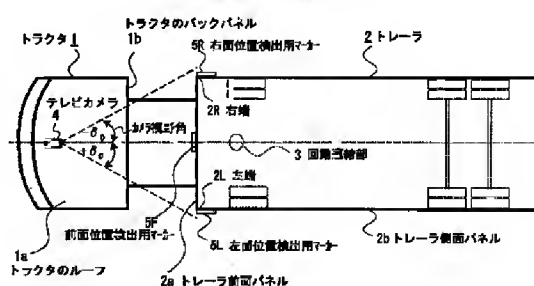 トラクタのバックパネル
トラクタ 1
1b
5R 右面位置検出用マーカー
2 トレーラ
テレビカメラ
4
θ₀
カメラ視野角
θ₀
2R 右端
3 回転連結部
2L 左端
5F
前面位置検出用マーカー
5L 左面位置検出用マーカー
2b トレーラ側面パネル
1a
トラクタのルーフ
2a トレーラ前面パネル